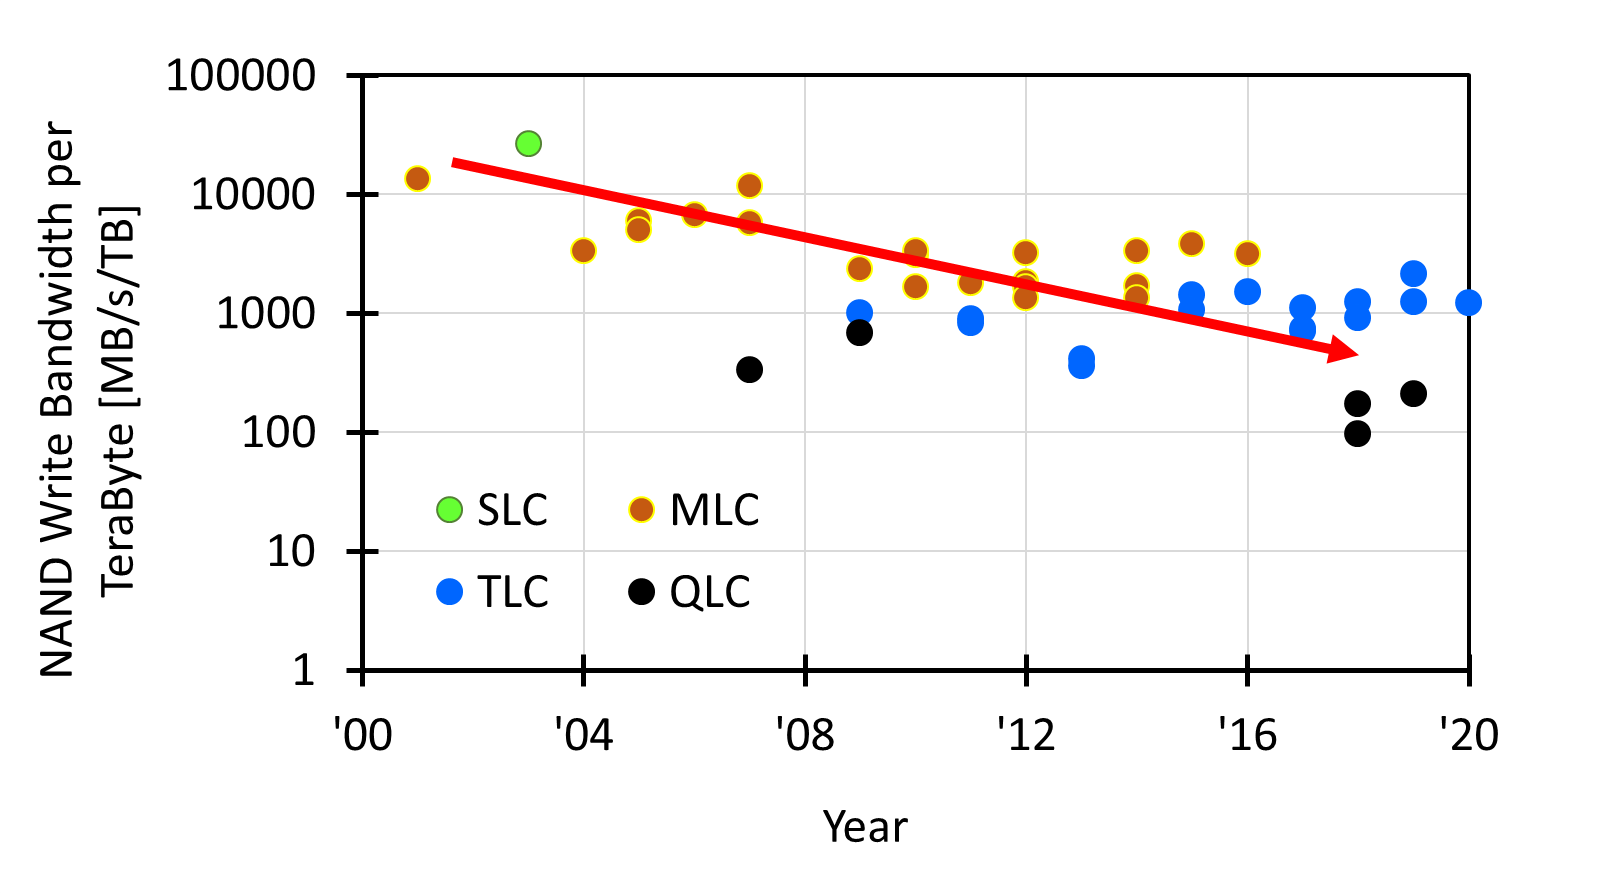 NAND Write Bandwidth per
TeraByte [MB/s/TB]
100000
10000
1000
100
10
1
SLC MLC
TLC QLC
'00 '04 '08 '12 '16 '20
Year